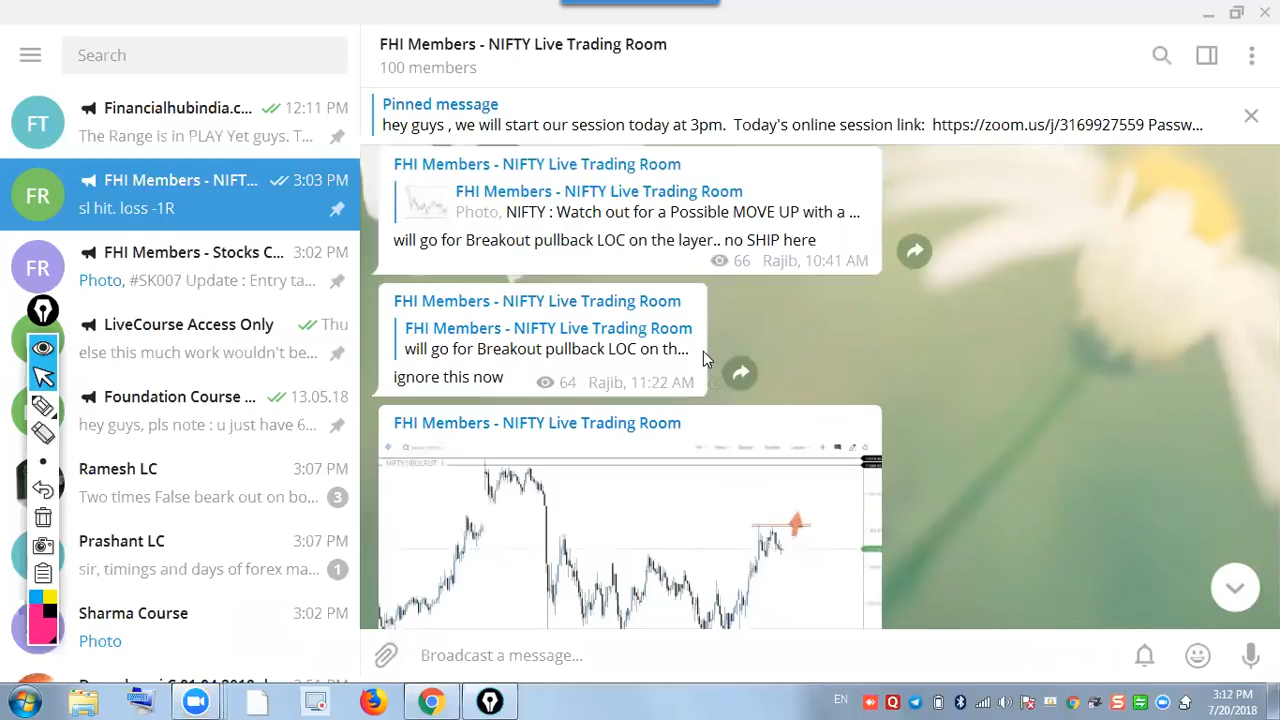 Search
Financialhubindia.c... 12:11 PM
The Range is in PLAY Yet guys. T...
FHI Members - NIFT... 3:03 PM
sl hit. loss -1R
FHI Members - Stocks C... 3:02 PM
Photo, #SK007 Update : Entry ta...
LiveCourse Access Only Thu
else this much work wouldn't be...
Foundation Course ... 13.05.18
hey guys, pls note : u just have 6...
Ramesh LC 3:07 PM
Two times False beark out on bo... 3
Prashant LC 3:07 PM
sir, timings and days of forex ma... 1
Sharma Course 3:02 PM
Photo
FT
FR
FR
FHI Members - NIFTY Live Trading Room
100 members
Pinned message
hey guys , we will start our session today at 3pm. Today's online session link: https://zoom.us/j/3169927559 Passw...
FHI Members - NIFTY Live Trading Room
FHI Members - NIFTY Live Trading Room
Photo, NIFTY : Watch out for a Possible MOVE UP with a ...
will go for Breakout pullback LOC on the layer.. no SHIP here
66 Rajib, 10:41 AM
FHI Members - NIFTY Live Trading Room
FHI Members - NIFTY Live Trading Room
will go for Breakout pullback LOC on th...
ignore this now 64 Rajib, 11:22 AM
FHI Members - NIFTY Live Trading Room
Broadcast a message...
EN
3:12 PM
7/20/2018